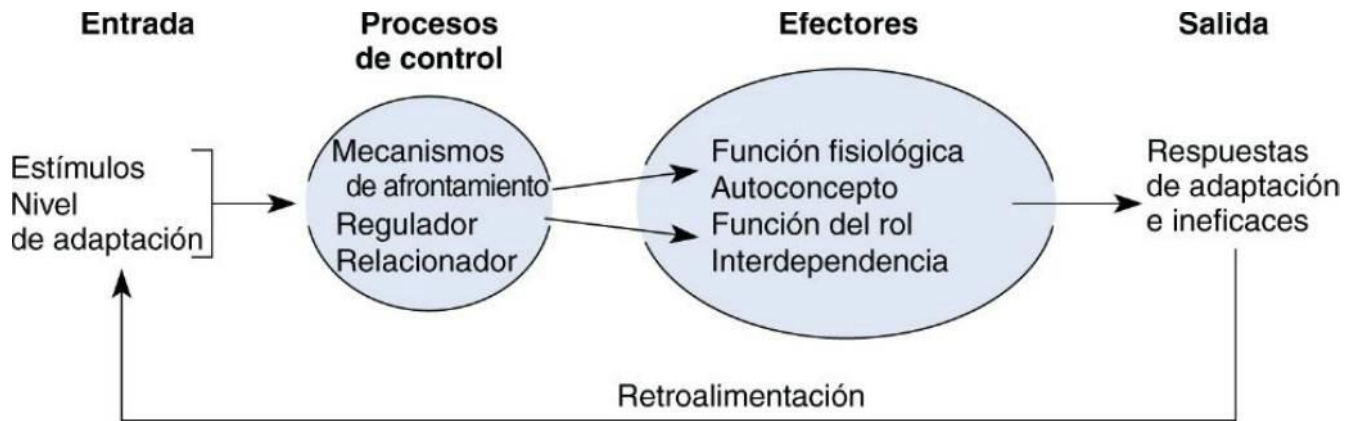 Entrada
Procesos
de control
Efectores
Salida
Estímulos
Nivel
de adaptación
Mecanismos
de afrontamiento
Regulador
Relacionador
Función fisiológica
Autoconcepto
Función del rol
Interdependencia
Respuestas
de adaptación
e ineficaces
Retroalimentación